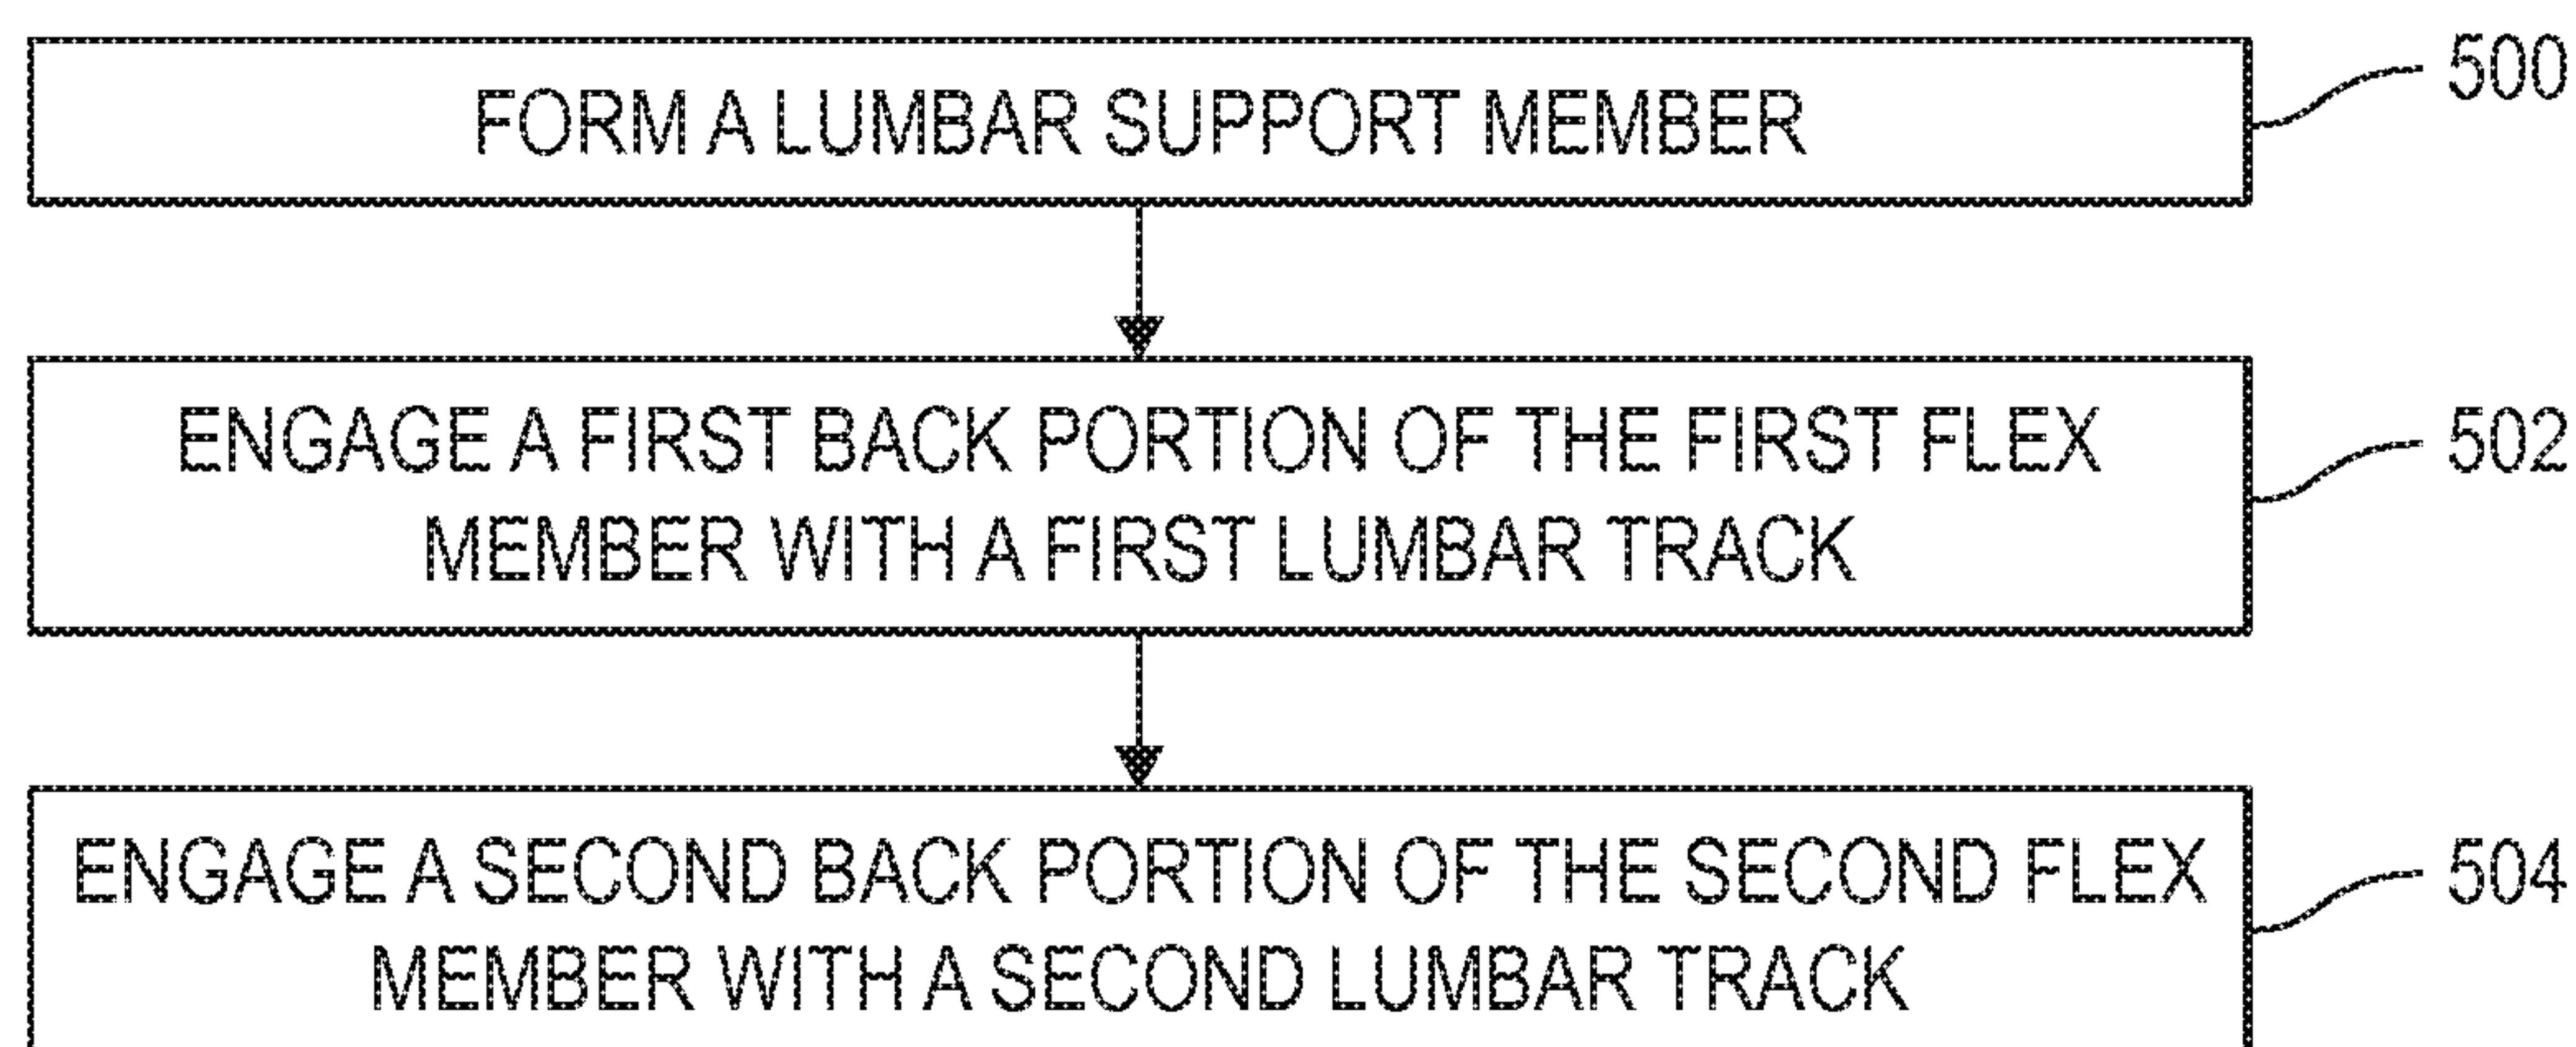 FORM A LUMBAR SUPPORT MEMBER
500
ENGAGE A FIRST BACK PORTION OF THE FIRST FLEX
MEMBER WITH A FIRST LUMBAR TRACK
502
ENGAGE A SECOND BACK PORTION OF THE SECOND FLEX
MEMBER WITH A SECOND LUMBAR TRACK
504